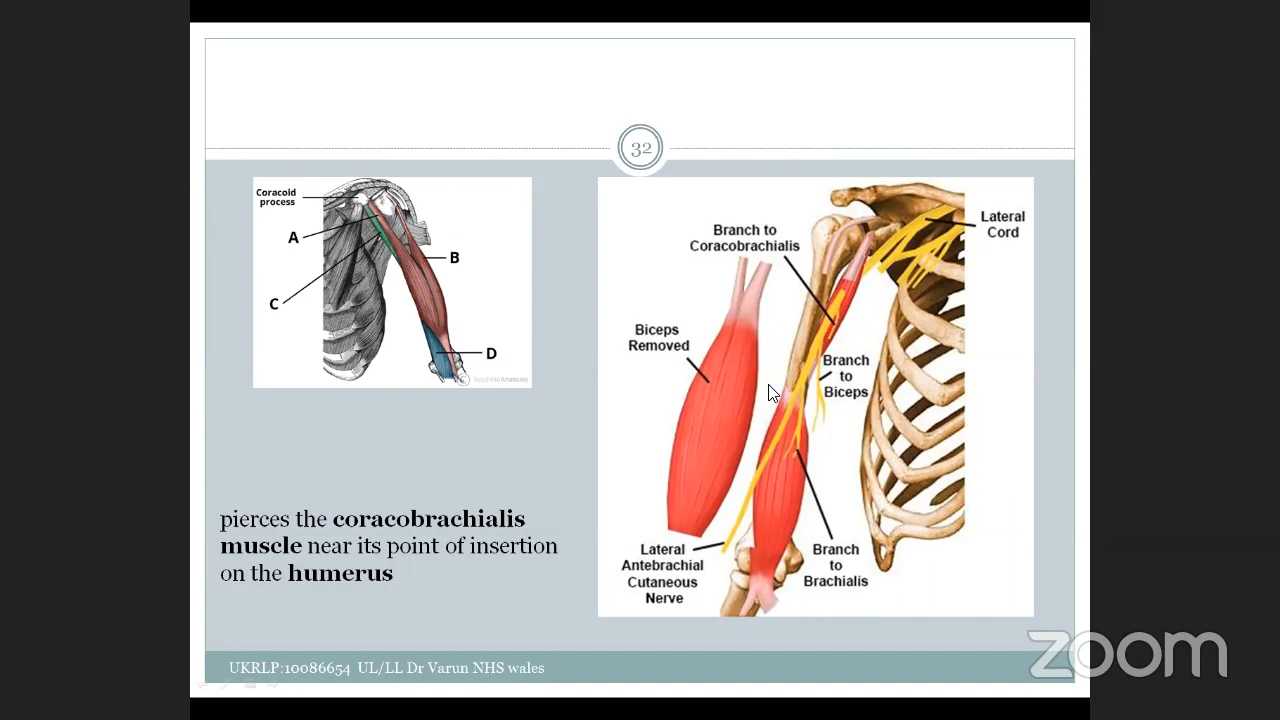 32
Coracoid
process
A
B
C
D
Branch to
Coracobrachialis
Lateral
Cord
Biceps
Removed
Branch
to
Biceps
Lateral
Antebrachial
Cutaneous
Nerve
Branch
to
Brachialis
pierces the coracobrachialis
muscle near its point of insertion
on the humerus
UKRLP:10086654 UL/LL Dr Varun NHS wales
zoom